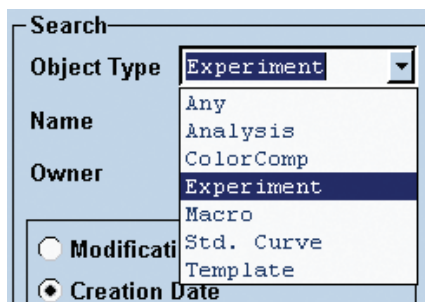 Search
Object Type Experiment
Any
Name
Analysis
ColorComp
Owner
Experiment
Macro
Modificati
Std. Curve
Template
Creation Date